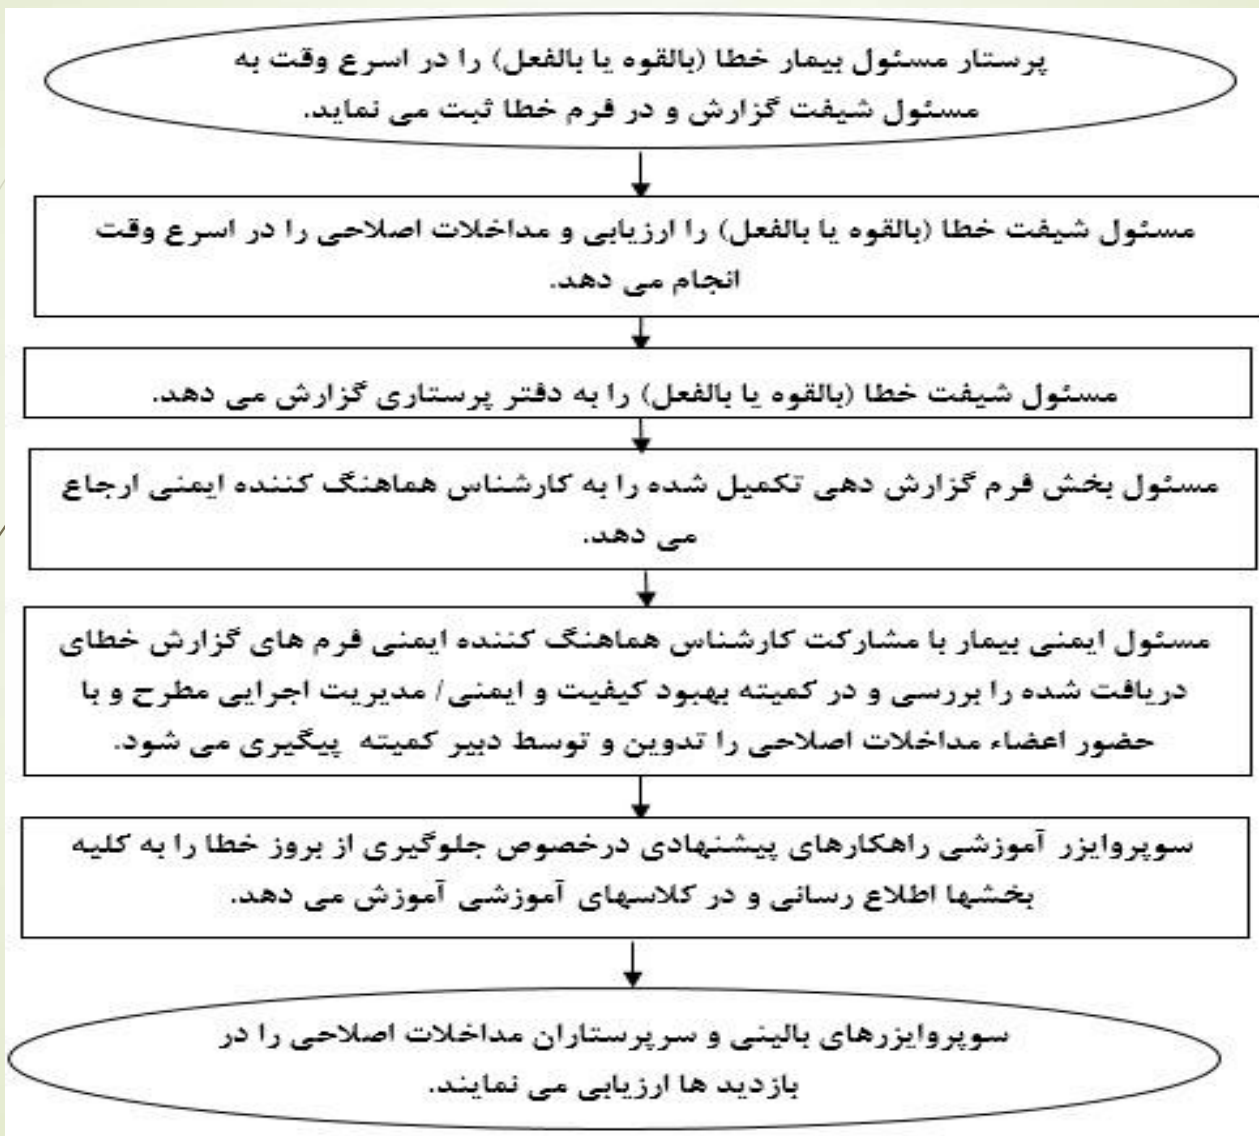 پرستار مسئول بیمار خطا (بالقوه یا بالفعل) را در اسرع وقت به
مسئول شیفت گزارش و در فرم خطا ثبت می نماید.
مسئول شیفت خطا (بالقوه یا بالفعل) را ارزیابی و مداخلات اصلاحی را در اسرع وقت
انجام می دهد.
مسئول شیفت خطا (بالقوه یا بالفعل) را به دفتر پرستاری گزارش می دهد.
مسئول بخش فرم گزارش دهی تکمیل شده را به کارشناس هماهنگ کننده ایمنی ارجاع
می دهد.
مسئول ایمنی بیمار با مشارکت کارشناس هماهنگ کننده ایمنی فرم های گزارش خطای
دریافت شده را بررسی و در کمیته بهبود کیفیت و ایمنی/ مدیریت اجرایی مطرح و با
حضور اعضاء مداخلات اصلاحی را تدوین و توسط دبیر کمیته پیگیری می شود.
سوپروایزر آموزشی راهکارهای پیشنهادی درخصوص جلوگیری از بروز خطا را به کلیه
بخشها اطلاع رسانی و در کلاسهای آموزشی آموزش می دهد.
سوپروایزرهای بالینی و سرپرستاران مداخلات اصلاحی را در
بازدید ها ارزیابی می نمایند.